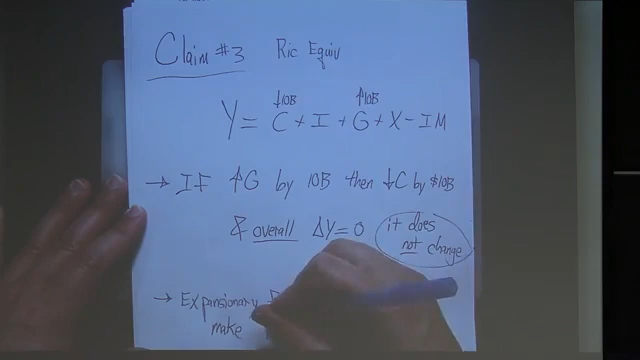 Claim #3 Ric Equiv
↓10B ↑10B
Y = C + I + G + X - IM
→ IF ↑G by 10B then ↓C by $10B
& overall ΔY = 0 it does
not change
→ Expansionary
make